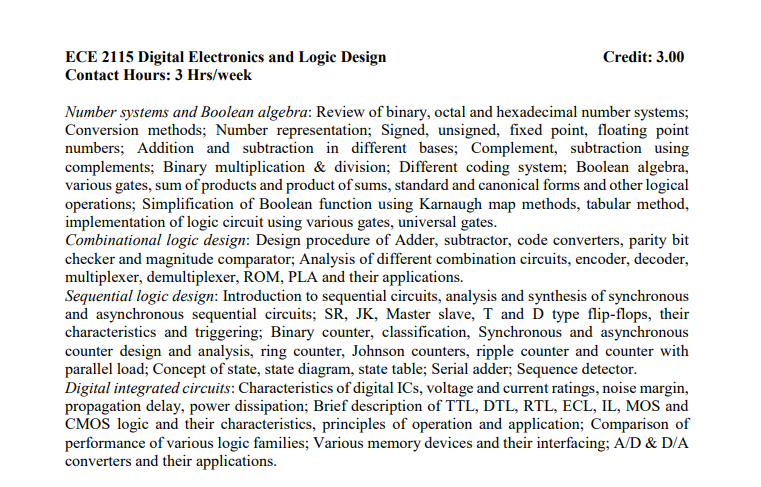 ECE 2115 Digital Electronics and Logic Design Credit: 3.00
Contact Hours: 3 Hrs/week
Number systems and Boolean algebra: Review of binary, octal and hexadecimal number systems;
Conversion methods; Number representation; Signed, unsigned, fixed point, floating point
numbers; Addition and subtraction in different bases; Complement, subtraction using
complements; Binary multiplication & division; Different coding system; Boolean algebra,
various gates, sum of products and product of sums, standard and canonical forms and other logical
operations; Simplification of Boolean function using Karnaugh map methods, tabular method,
implementation of logic circuit using various gates, universal gates.
Combinational logic design: Design procedure of Adder, subtractor, code converters, parity bit
checker and magnitude comparator; Analysis of different combination circuits, encoder, decoder,
multiplexer, demultiplexer, ROM, PLA and their applications.
Sequential logic design: Introduction to sequential circuits, analysis and synthesis of synchronous
and asynchronous sequential circuits; SR, JK, Master slave, T and D type flip-flops, their
characteristics and triggering; Binary counter, classification, Synchronous and asynchronous
counter design and analysis, ring counter, Johnson counters, ripple counter and counter with
parallel load; Concept of state, state diagram, state table; Serial adder; Sequence detector.
Digital integrated circuits: Characteristics of digital ICs, voltage and current ratings, noise margin,
propagation delay, power dissipation; Brief description of TTL, DTL, RTL, ECL, IL, MOS and
CMOS logic and their characteristics, principles of operation and application; Comparison of
performance of various logic families; Various memory devices and their interfacing; A/D & D/A
converters and their applications.